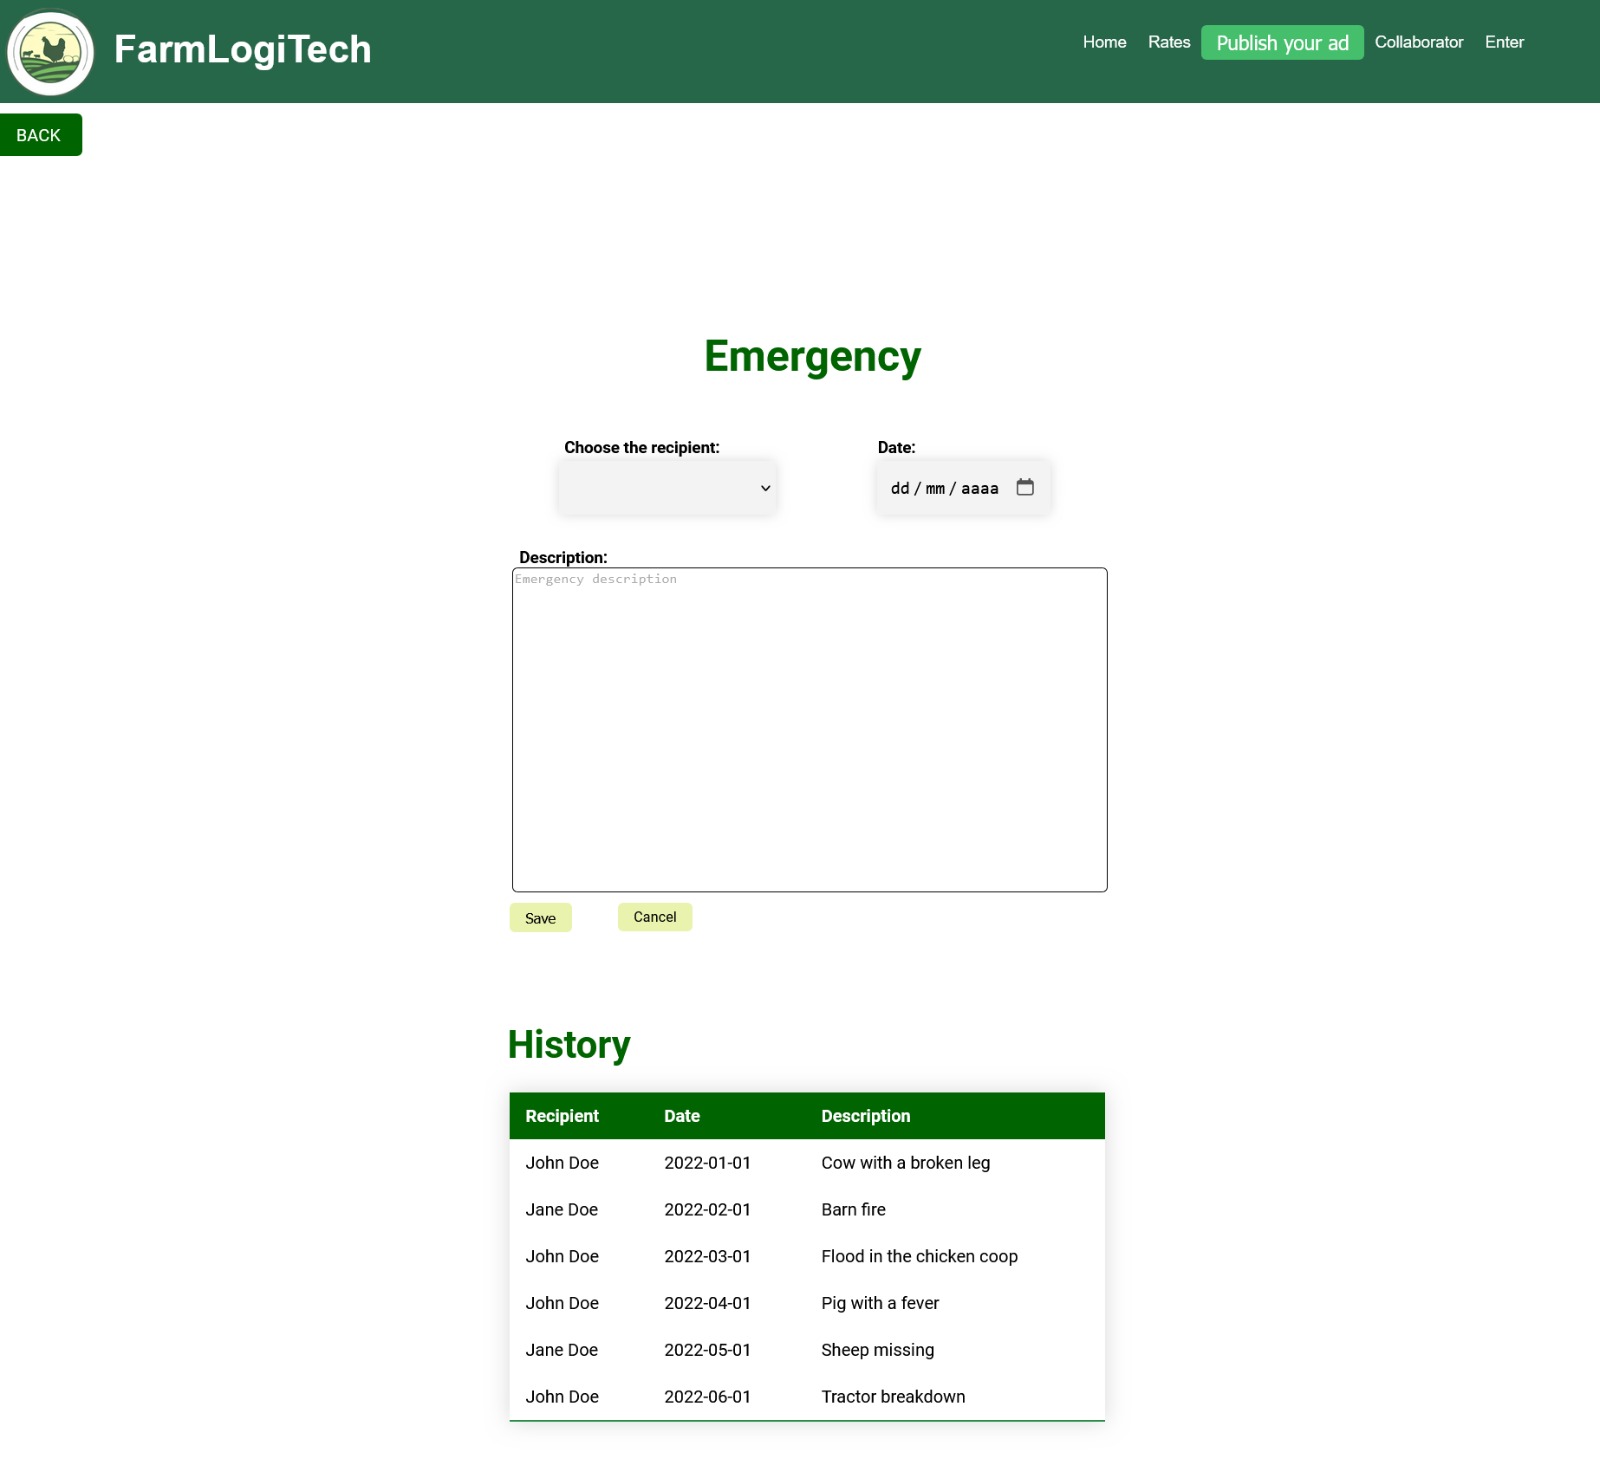 FarmLogiTech
Home Rates Publish your ad Collaborator Enter
BACK
Emergency
Choose the recipient: Date:
dd / mm / aaaa
Description:
Emergency description
Save Cancel
History
Recipient Date Description
John Doe 2022-01-01 Cow with a broken leg
Jane Doe 2022-02-01 Barn fire
John Doe 2022-03-01 Flood in the chicken coop
John Doe 2022-04-01 Pig with a fever
Jane Doe 2022-05-01 Sheep missing
John Doe 2022-06-01 Tractor breakdown